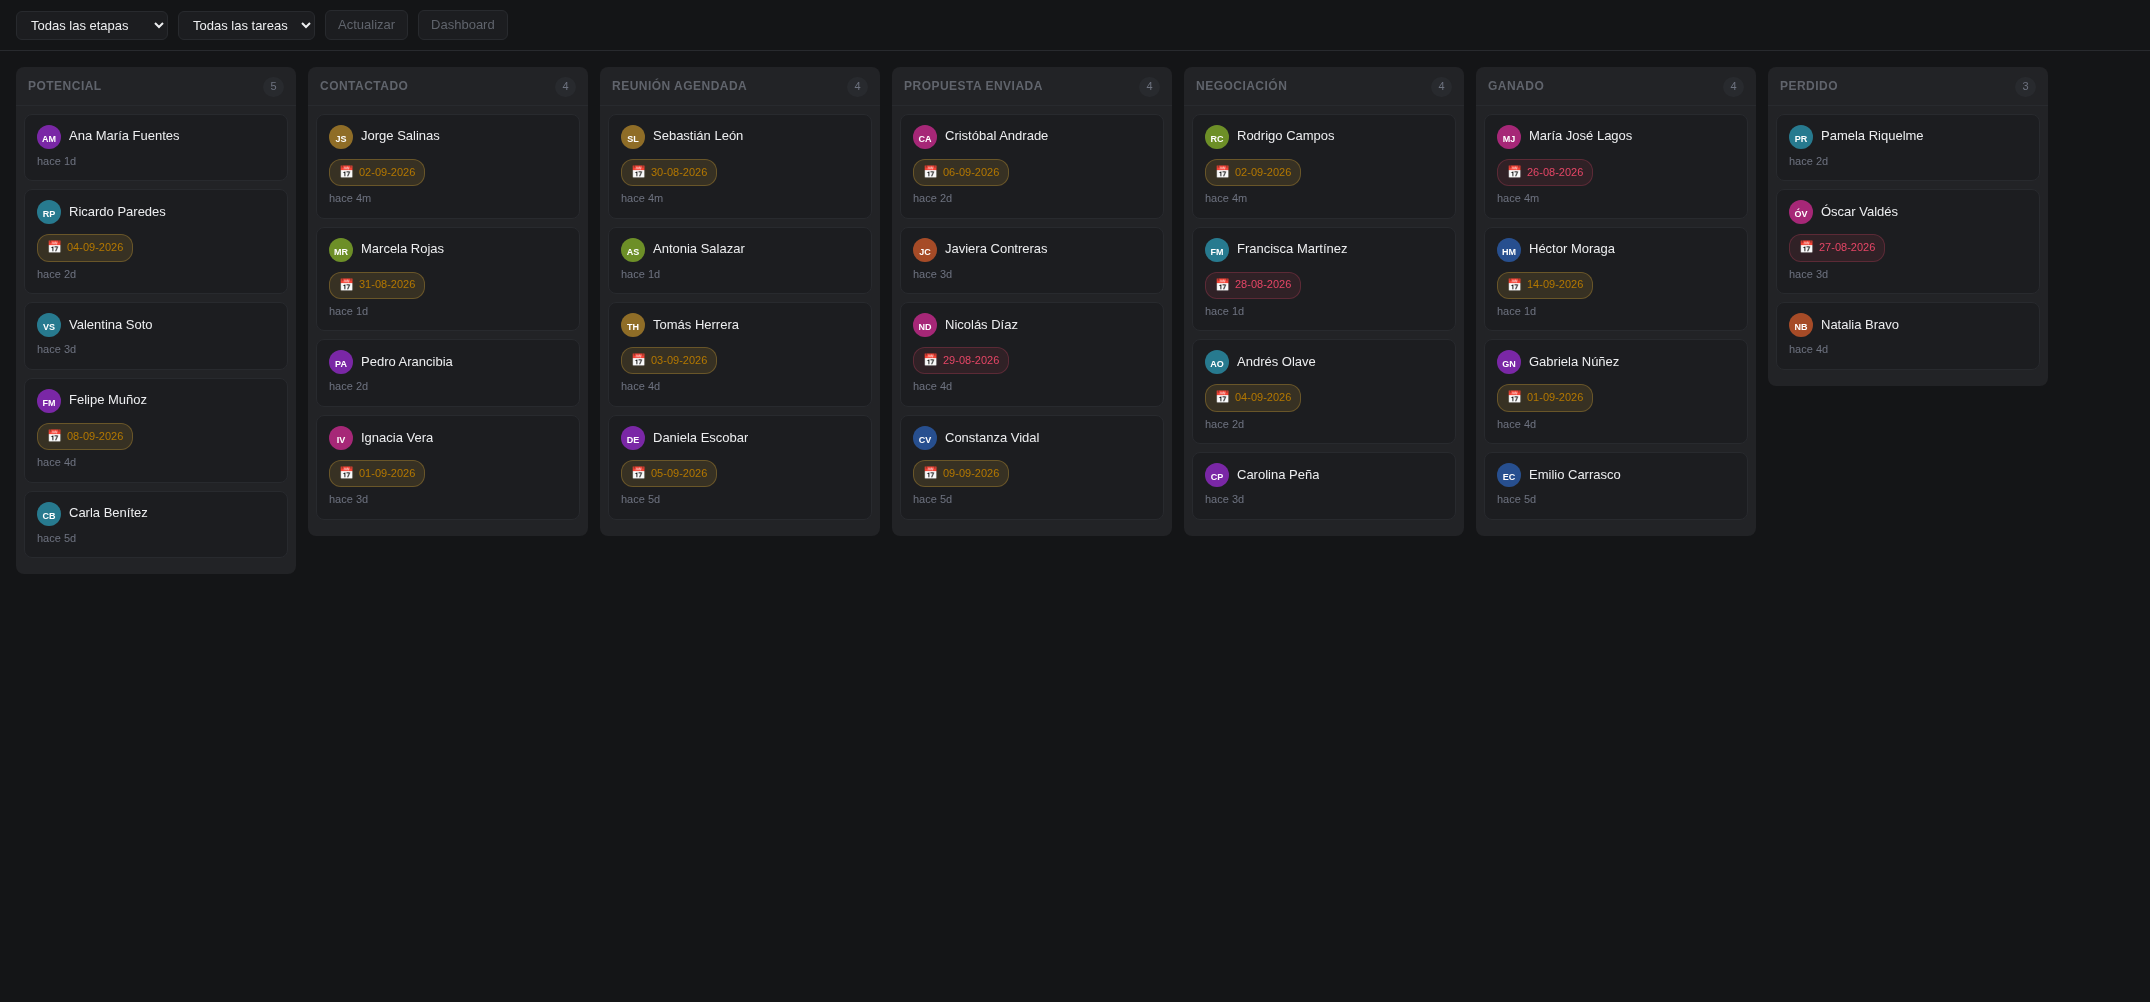 Todas las etapas Todas las tareas Actualizar Dashboard
POTENCIAL 5
AM Ana María Fuentes
hace 1d
RP Ricardo Paredes
📅 04-09-2026
hace 2d
VS Valentina Soto
hace 3d
FM Felipe Muñoz
📅 08-09-2026
hace 4d
CB Carla Benítez
hace 5d
CONTACTADO 4
JS Jorge Salinas
📅 02-09-2026
hace 4m
MR Marcela Rojas
📅 31-08-2026
hace 1d
PA Pedro Arancibia
hace 2d
IV Ignacia Vera
📅 01-09-2026
hace 3d
REUNIÓN AGENDADA 4
SL Sebastián León
📅 30-08-2026
hace 4m
AS Antonia Salazar
hace 1d
TH Tomás Herrera
📅 03-09-2026
hace 4d
DE Daniela Escobar
📅 05-09-2026
hace 5d
PROPUESTA ENVIADA 4
CA Cristóbal Andrade
📅 06-09-2026
hace 2d
JC Javiera Contreras
hace 3d
ND Nicolás Díaz
📅 29-08-2026
hace 4d
CV Constanza Vidal
📅 09-09-2026
hace 5d
NEGOCIACIÓN 4
RC Rodrigo Campos
📅 02-09-2026
hace 4m
FM Francisca Martínez
📅 28-08-2026
hace 1d
AO Andrés Olave
📅 04-09-2026
hace 2d
CP Carolina Peña
hace 3d
GANADO 4
MJ María José Lagos
📅 26-08-2026
hace 4m
HM Héctor Moraga
📅 14-09-2026
hace 1d
GN Gabriela Núñez
📅 01-09-2026
hace 4d
EC Emilio Carrasco
hace 5d
PERDIDO 3
PR Pamela Riquelme
hace 2d
ÓV Óscar Valdés
📅 27-08-2026
hace 3d
NB Natalia Bravo
hace 4d